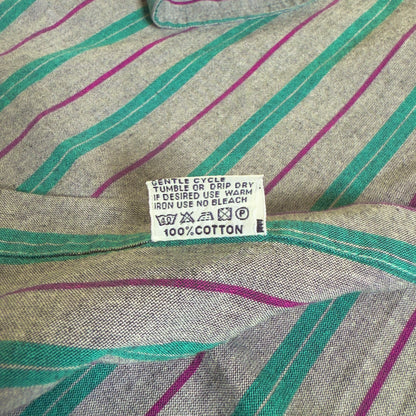 GENTLE CYCLE
TUMBLE OR DRIP DRY
IF DESIRED USE WARM
IRON USE NO BLEACH
100% COTTON
E